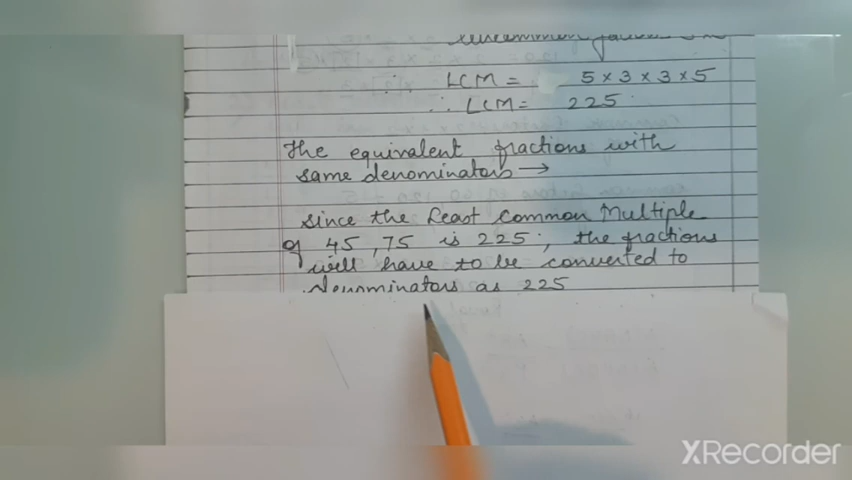 ∴ LCM = 5 × 3 × 3 × 5
∴ LCM = 225
The equivalent fractions with
same denominators →
Since the Least Common Multiple
of 45, 75 is 225, the fractions
will have to be converted to
denominators as 225
XRecorder